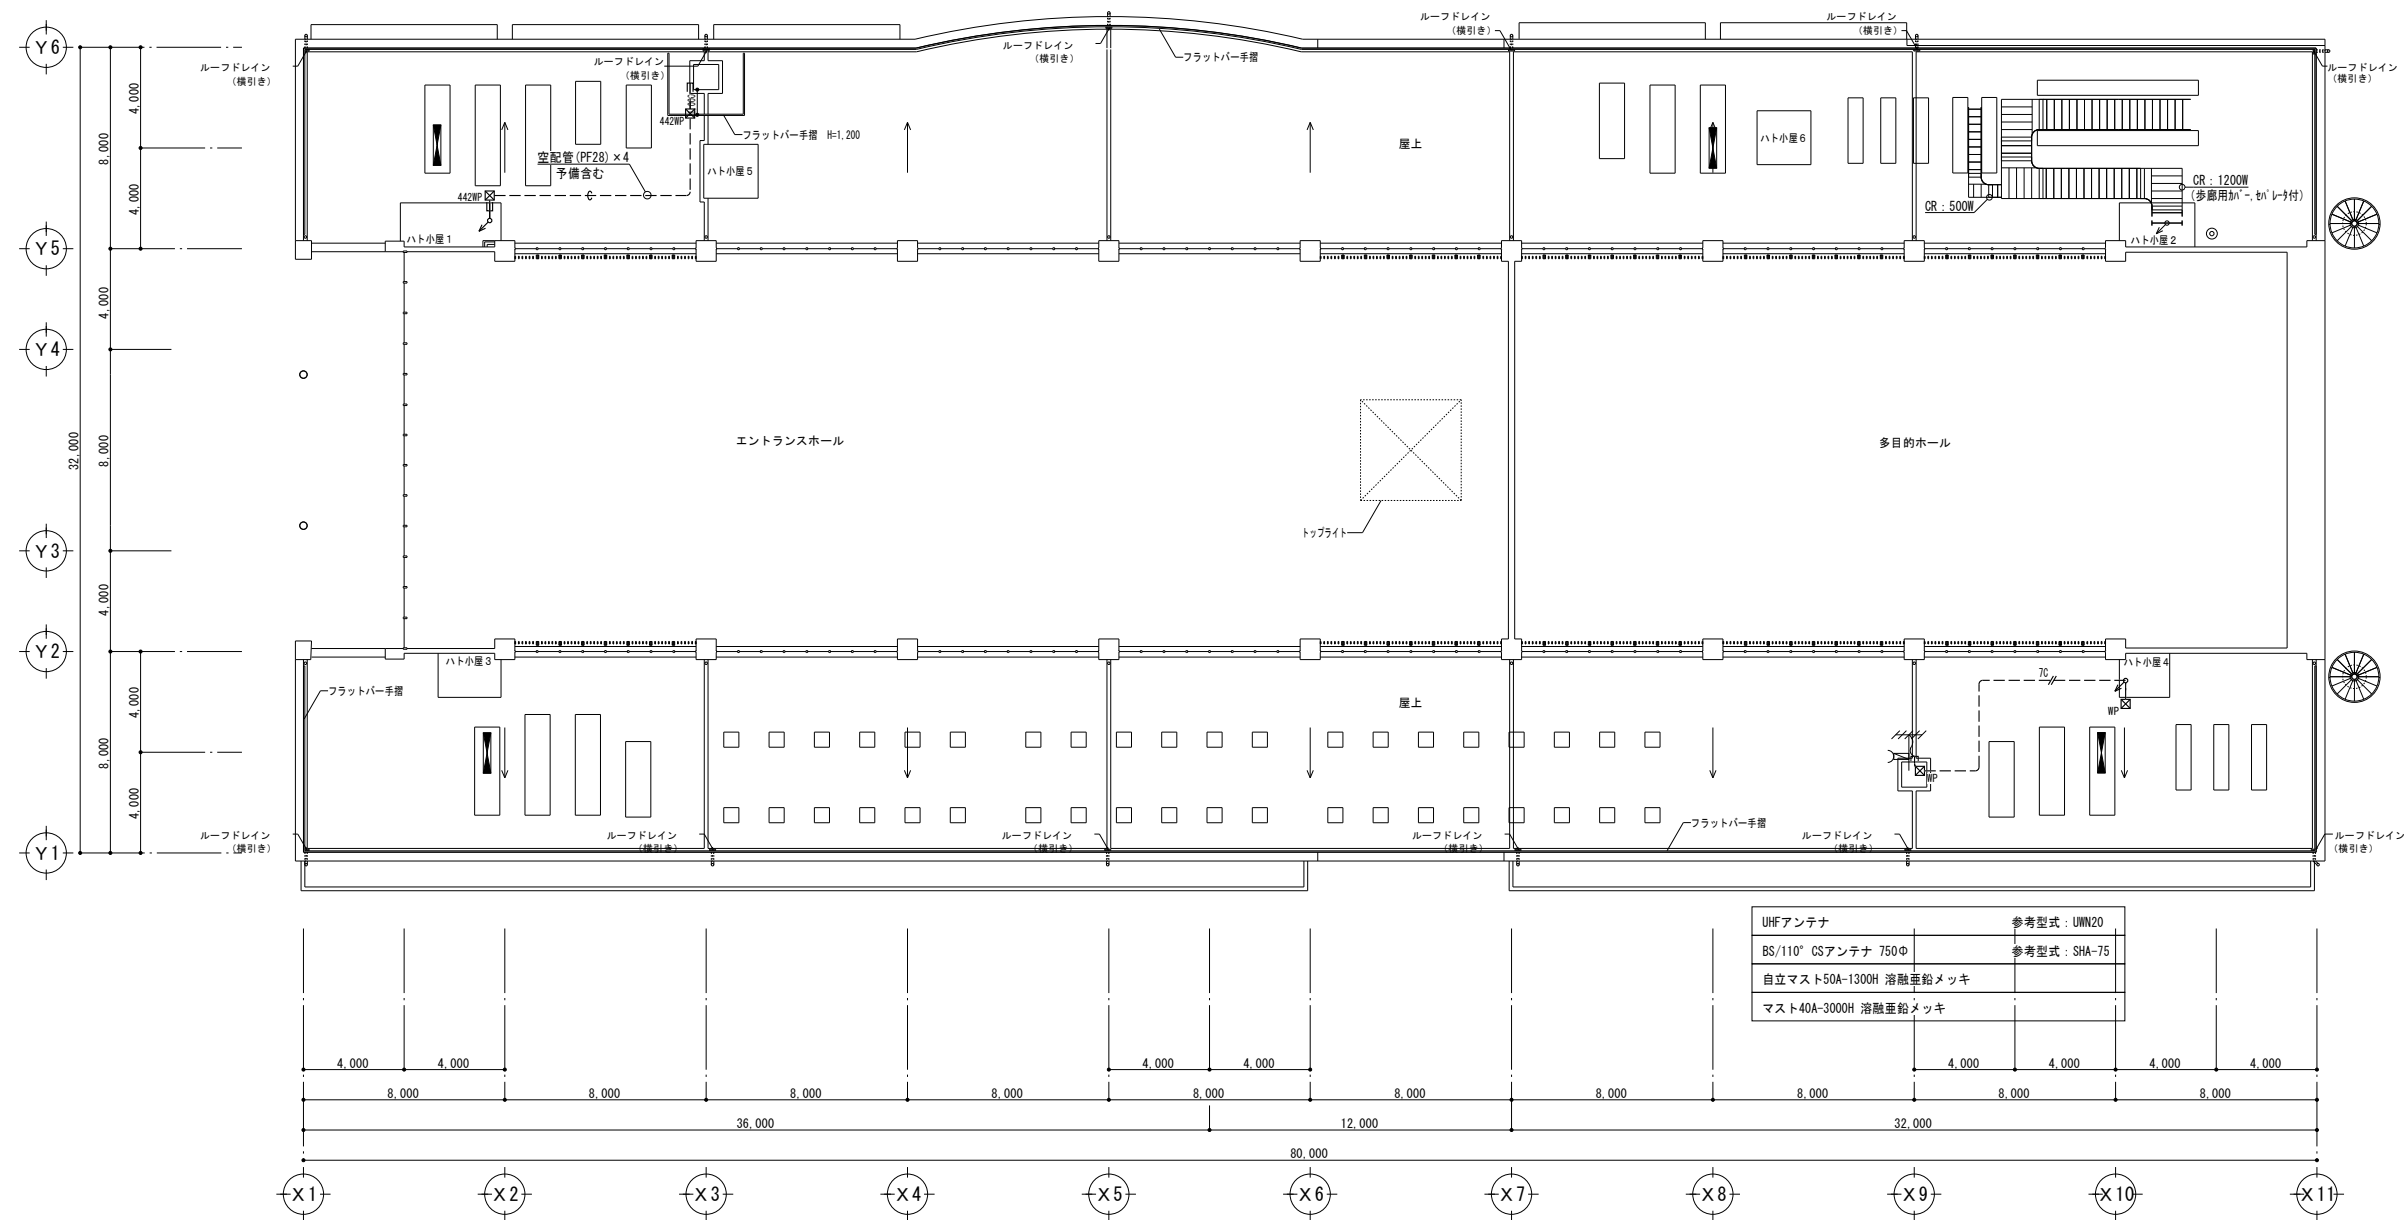 ルーフドレイン
(横引き)
ルーフドレイン
(横引き)
Y6
ルーフドレイン
(横引き)
ルーフドレイン
(横引き)
ルーフドレイン
(横引き)
フラットバー手摺
ルーフドレイン
(横引き)
4,000
8,000
442WP
フラットバー手摺 H=1,200
屋上
ハト小屋6
空配管(PF28)×4
予備含む
ハト小屋5
CR：1200W
(歩廊用ｶﾊﾞｰ,ｾﾊﾟﾚｰﾀ付)
4,000
442WP
C
CR：500W
ハト小屋1
ハト小屋2
Y5
4,000
Y4
32,000
8,000
エントランスホール
多目的ホール
トップライト
Y3
4,000
Y2
ハト小屋3
ハト小屋4
7C
フラットバー手摺
屋上
WP
4,000
8,000
WP
4,000
フラットバー手摺
ルーフドレイン
(横引き)
ルーフドレイン
(横引き)
ルーフドレイン
(横引き)
ルーフドレイン
(横引き)
ルーフドレイン
(横引き)
ルーフドレイン
(横引き)
Y1
UHFアンテナ 参考型式：UWN20
BS/110° CSアンテナ 750Φ 参考型式：SHA-75
自立マスト50A-1300H 溶融亜鉛メッキ
マスト40A-3000H 溶融亜鉛メッキ
4,000 4,000 4,000 4,000 4,000 4,000 4,000 4,000
8,000 8,000 8,000 8,000 8,000 8,000 8,000 8,000 8,000 8,000
36,000 12,000 32,000
80,000
X1 X2 X3 X4 X5 X6 X7 X8 X9 X10 X11